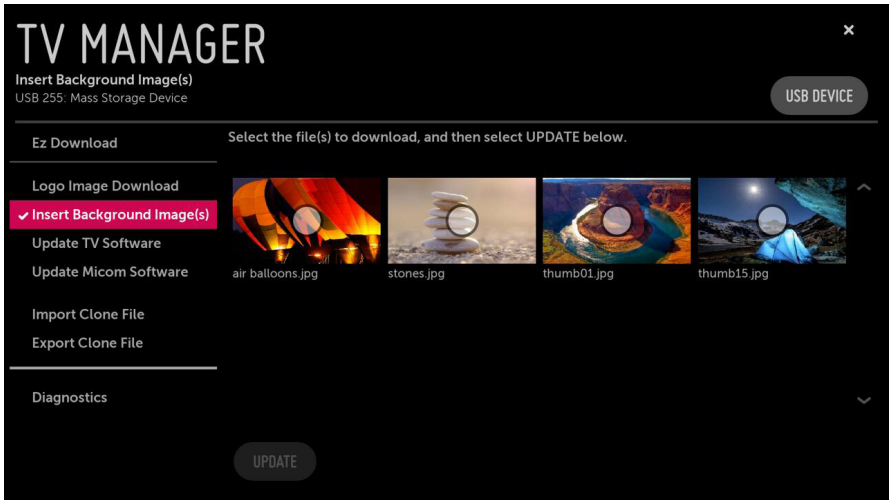 TV MANAGER
Insert Background Image(s)
USB 255: Mass Storage Device
USB DEVICE
Ez Download
Select the file(s) to download, and then select UPDATE below.
Logo Image Download
Insert Background Image(s)
Update TV Software
Update Micom Software
air balloons.jpg
stones.jpg
thumb01.jpg
thumb15.jpg
Import Clone File
Export Clone File
Diagnostics
UPDATE